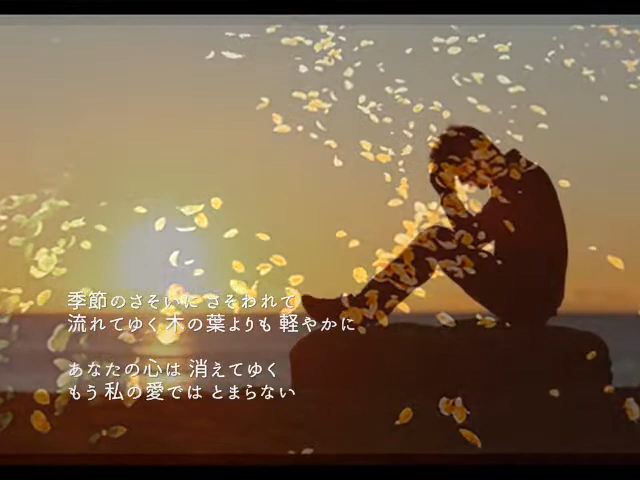 季節のさそいに さそわれて
流れてゆく 木の葉よりも 軽やかに
あなたの心は 消えてゆく
もう 私の愛では とまらない